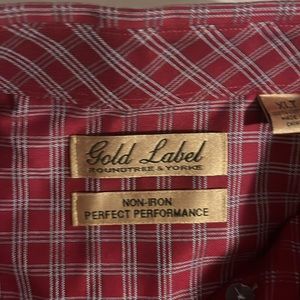 Gold Label
ROUNDTREE & YORKE
NON-IRON
PERFECT PERFORMANCE
XLT